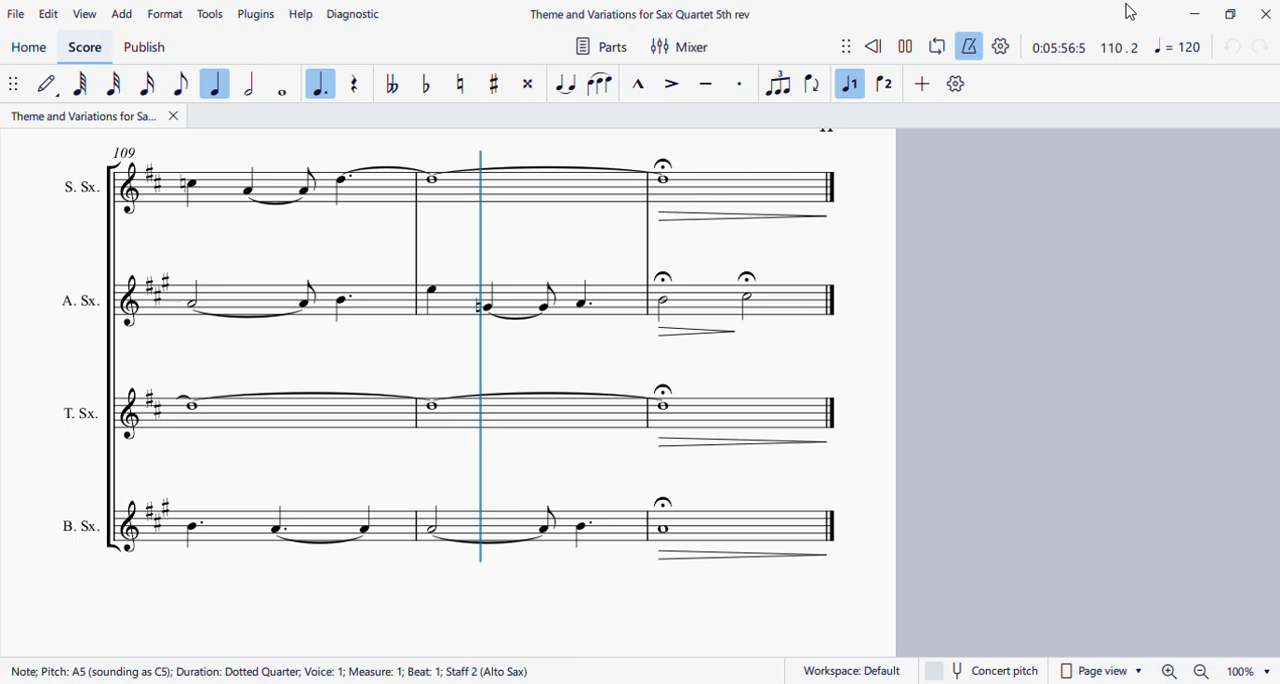 File Edit View Add Format Tools Plugins Help Diagnostic Theme and Variations for Sax Quartet 5th rev
Home Score Publish Parts Mixer 0:05:56:5 110.2 = 120
3 1 2
Theme and Variations for Sa...
109
S. Sx.
A. Sx.
T. Sx.
B. Sx.
Note; Pitch: A5 (sounding as C5); Duration: Dotted Quarter; Voice: 1; Measure: 1; Beat: 1; Staff 2 (Alto Sax) Workspace: Default Concert pitch Page view 100%